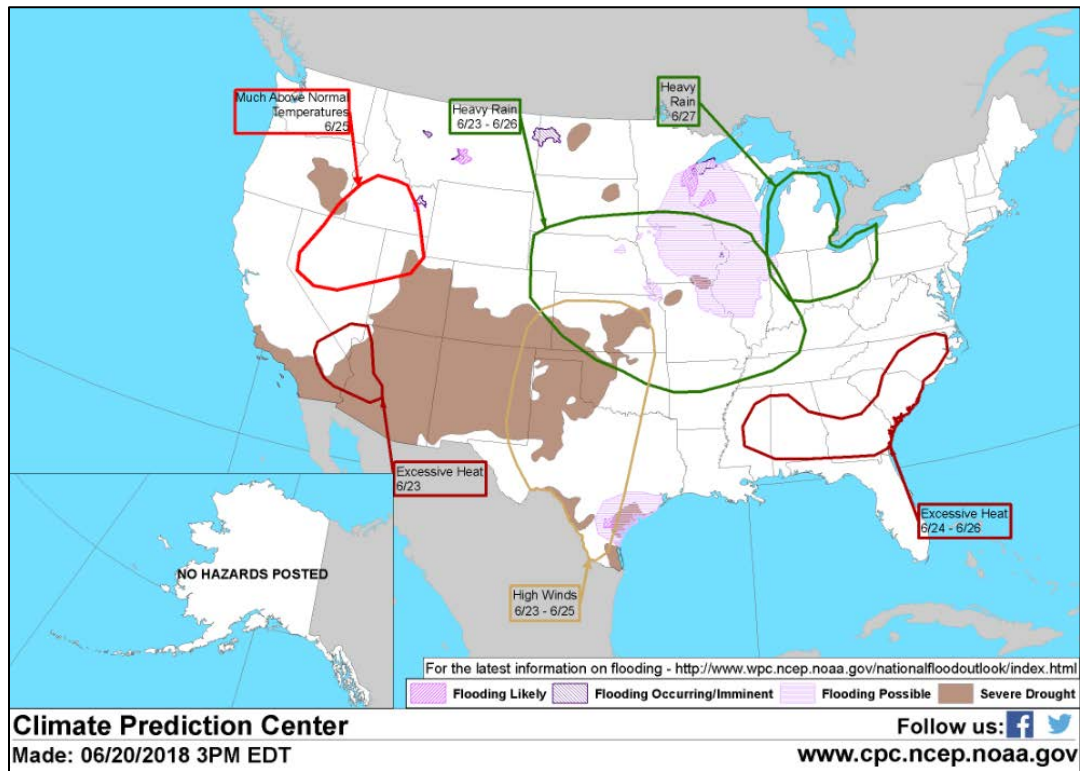 Much Above Normal
Temperatures
6/25
Heavy Rain
6/23 - 6/26
Heavy
Rain
6/27
Excessive Heat
6/23
Excessive Heat
6/24 - 6/26
High Winds
6/23 - 6/25
NO HAZARDS POSTED
For the latest information on flooding - http://www.wpc.ncep.noaa.gov/nationalfloodoutlook/index.html
Flooding Likely Flooding Occurring/Imminent Flooding Possible Severe Drought
Climate Prediction Center
Follow us:
Made: 06/20/2018 3PM EDT
www.cpc.ncep.noaa.gov